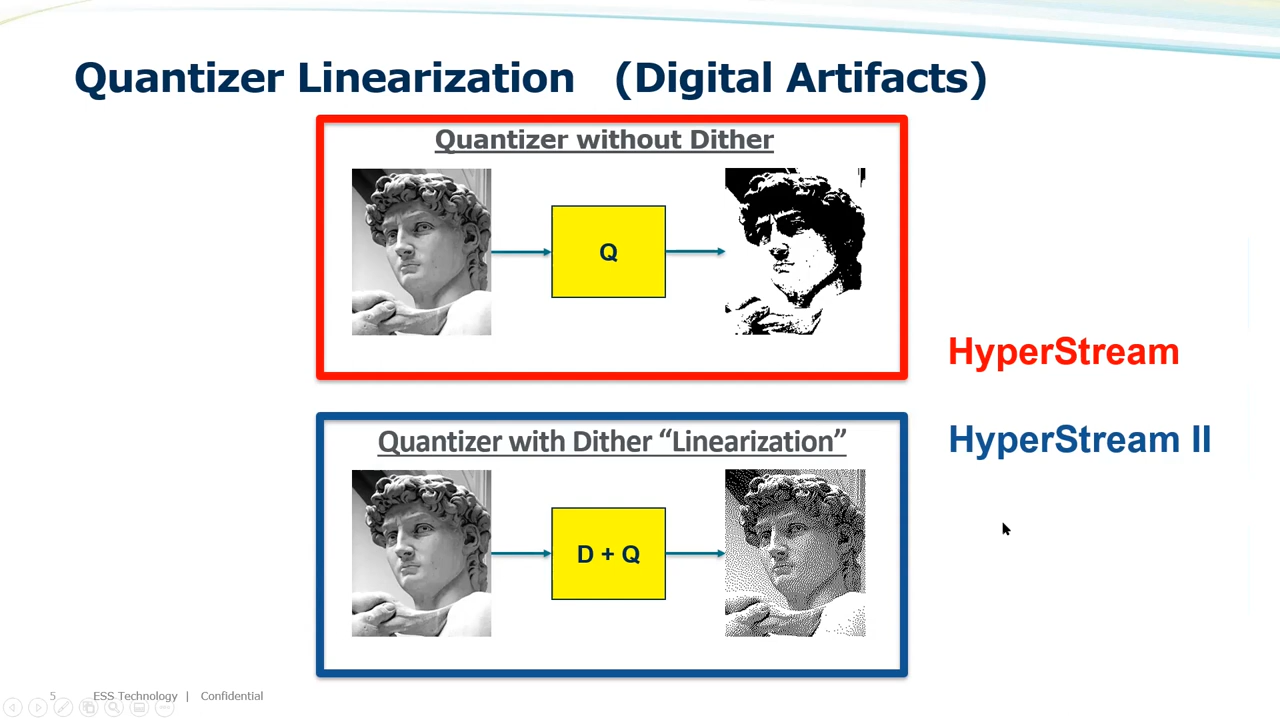 Quantizer Linearization (Digital Artifacts)
Quantizer without Dither
Q
HyperStream
HyperStream II
Quantizer with Dither “Linearization”
D + Q
5 ESS Technology | Confidential